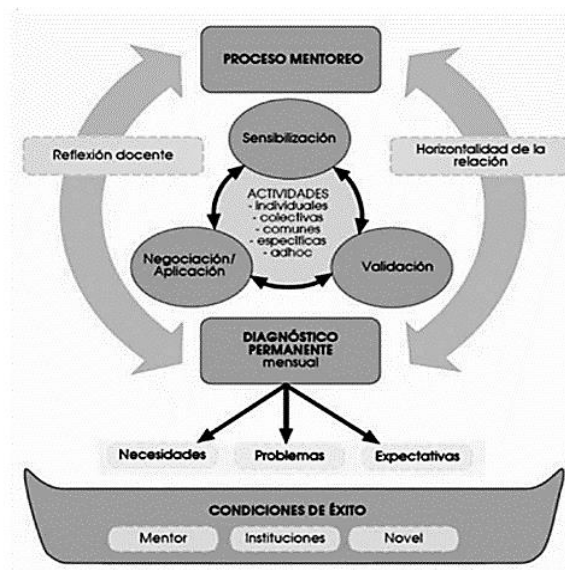 PROCESO MENTOREO
Sensibilización
Reflexión docente
Horizontalidad de la
relación
ACTIVIDADES
- individuales
- colectivas
- comunes
- específicas
- adhoc
Negociación/
Aplicación
Validación
DIAGNÓSTICO
PERMANENTE
mensual
Necesidades
Problemas
Expectativas
CONDICIONES DE ÉXITO
Mentor
Instituciones
Novel